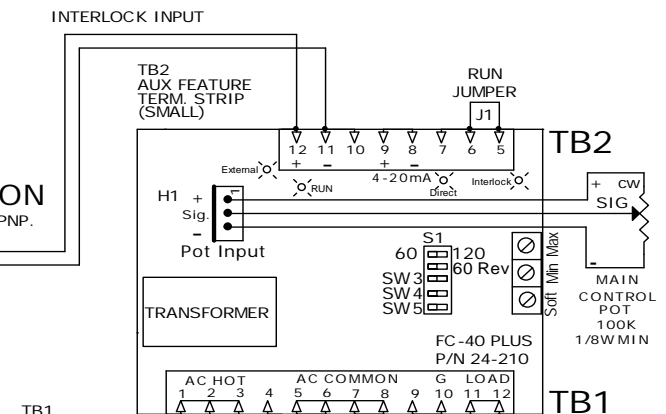 INTERLOCK INPUT
TB2
AUX FEATURE
TERM. STRIP
(SMALL)
RUN
JUMPER
J1
TB2
12 11 10 9 8 7 6 5
+ - + -
4-20mA
External
RUN
Direct
Interlock
ON
PNP.
H1
+
Sig.
-
1
Pot Input
+ CW
SIG
-
MAIN
CONTROL
POT
100K
1/8W MIN
S1
60 120
60 Rev
SW3
SW4
SW5
Soft Min Max
TRANSFORMER
FC-40 PLUS
P/N 24-210
AC HOT AC COMMON G LOAD
1 2 3 4 5 6 7 8 9 10 11 12
TB1
TB1